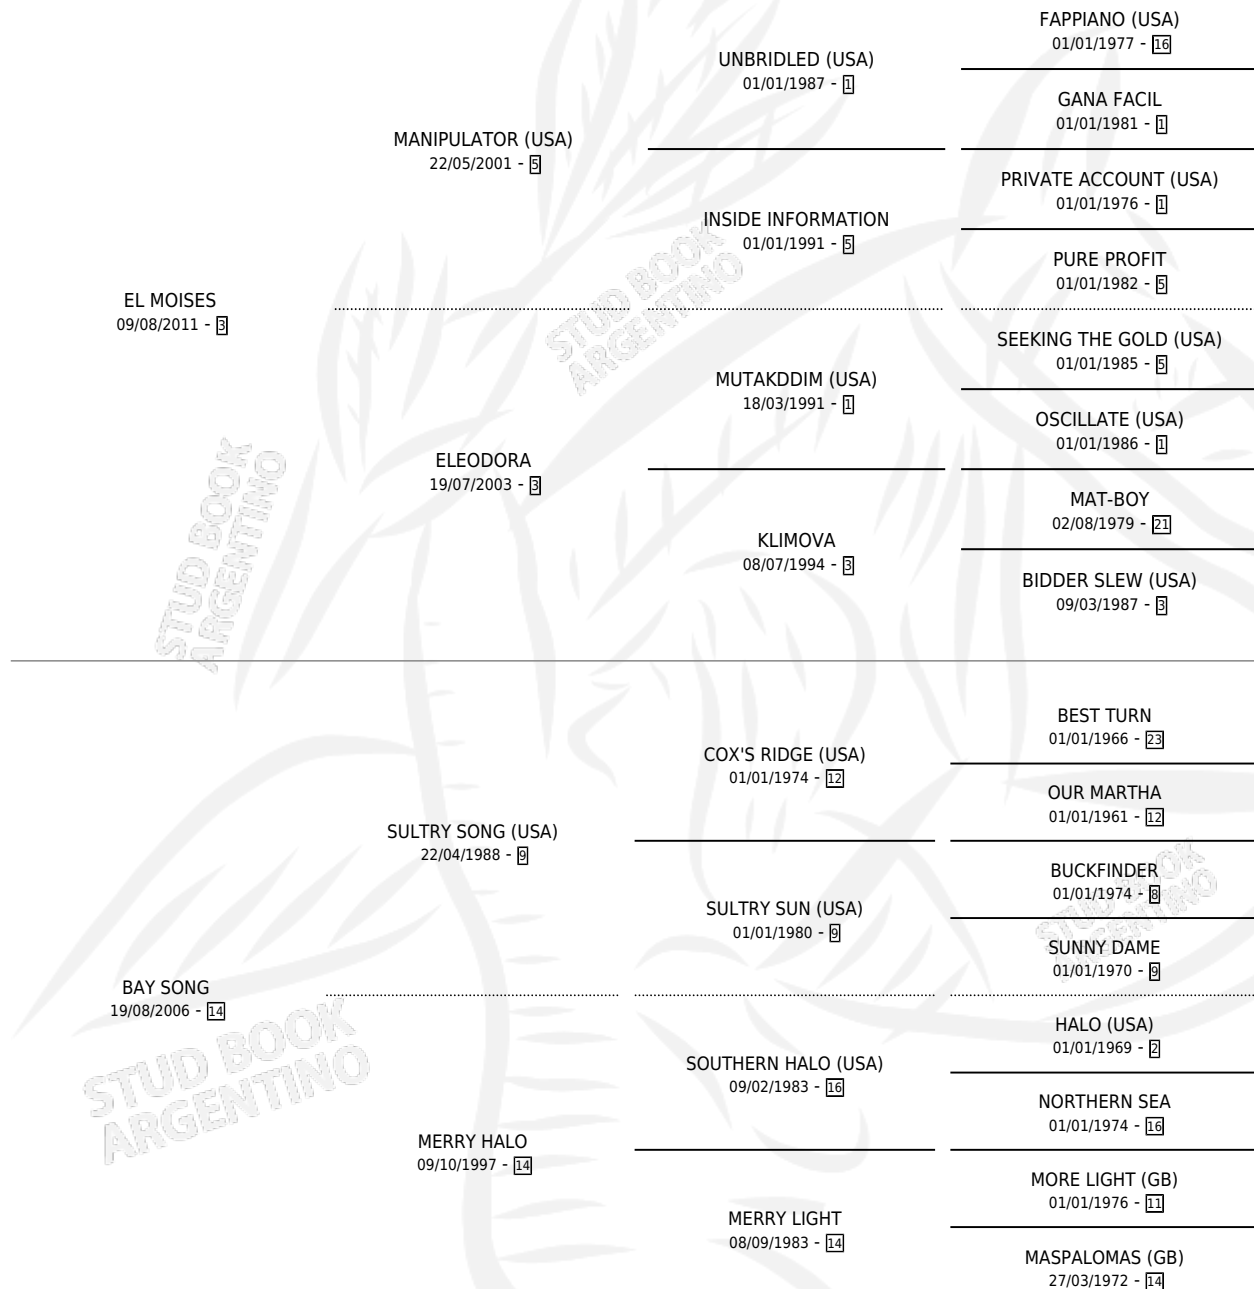 FAPPIANO (USA)
01/01/1977 - 16
UNBRIDLED (USA)
01/01/1987 - 1
GANA FACIL
01/01/1981 - 1
MANIPULATOR (USA)
22/05/2001 - 5
PRIVATE ACCOUNT (USA)
01/01/1976 - 1
INSIDE INFORMATION
01/01/1991 - 5
PURE PROFIT
01/01/1982 - 5
EL MOISES
09/08/2011 - 3
SEEKING THE GOLD (USA)
01/01/1985 - 5
MUTAKDDIM (USA)
18/03/1991 - 1
OSCILLATE (USA)
01/01/1986 - 1
ELEODORA
19/07/2003 - 3
MAT-BOY
02/08/1979 - 21
KLIMOVA
08/07/1994 - 3
BIDDER SLEW (USA)
09/03/1987 - 3
BEST TURN
01/01/1966 - 23
COX'S RIDGE (USA)
01/01/1974 - 12
OUR MARTHA
01/01/1961 - 12
SULTRY SONG (USA)
22/04/1988 - 9
BUCKFINDER
01/01/1974 - 8
SULTRY SUN (USA)
01/01/1980 - 9
SUNNY DAME
01/01/1970 - 9
BAY SONG
19/08/2006 - 14
HALO (USA)
01/01/1969 - 2
SOUTHERN HALO (USA)
09/02/1983 - 16
NORTHERN SEA
01/01/1974 - 16
MERRY HALO
09/10/1997 - 14
MORE LIGHT (GB)
01/01/1976 - 11
MERRY LIGHT
08/09/1983 - 14
MASPALOMAS (GB)
27/03/1972 - 14
STUD BOOK
ARGENTINO
STUD BOOK
ARGENTINO
STUD BOOK
ARGENTINO
STUD BOOK
ARGENTINO